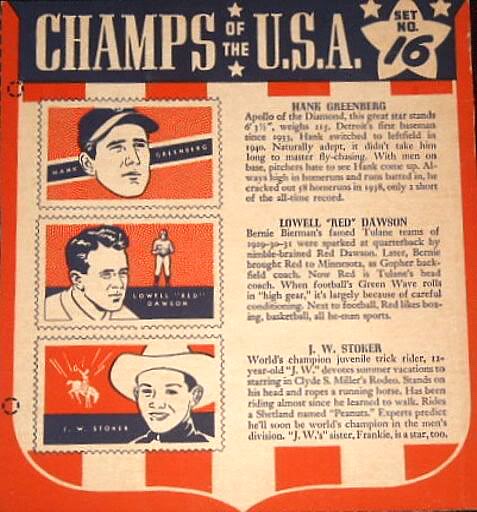 CHAMPS OF THE U.S.A.
SET NO. 16
HANK GREENBERG
HANK GREENBERG
Apollo of the Diamond, this great star stands
6' 3½", weighs 215. Detroit's first baseman
since 1933, Hank switched to leftfield in
1940. Naturally adept, it didn't take him
long to master fly-chasing. With men on
base, pitchers hate to see Hank come up. Al-
ways high in homeruns and runs batted in, he
cracked out 58 homeruns in 1938, only 2 short
of the all-time record.
LOWELL "RED" DAWSON
LOWELL "RED"
DAWSON
Bernie Bierman's famed Tulane teams of
1929-30-31 were sparked at quarterback by
nimble-brained Red Dawson. Later, Bernie
brought Red to Minnesota, as Gopher back-
field coach. Now Red is Tulane's head
coach. When football's Green Wave rolls
in "high gear," it's largely because of careful
conditioning. Next to football, Red likes box-
ing, basketball, all he-man sports.
J. W. STOKER
J. W. STOKER
World's champion juvenile trick rider, 12-
year-old "J. W." devotes summer vacations to
starring in Clyde S. Miller's Rodeo. Stands on
his head and ropes a running horse. Has been
riding almost since he learned to walk. Rides
a Shetland named "Peanuts." Experts predict
he'll soon be world's champion in the men's
division. "J. W.'s" sister, Frankie, is a star, too.